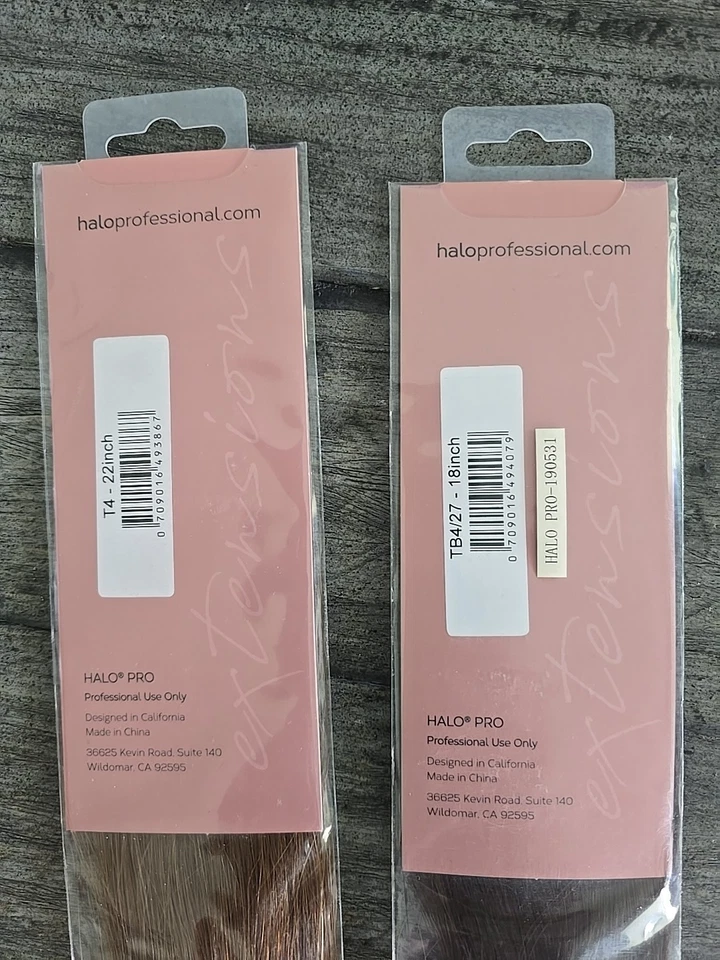 haloprofessional.com
extensions
T4 - 22inch
0 709016 493867
HALO® PRO
Professional Use Only
Designed in California
Made in China
36625 Kevin Road, Suite 140
Wildomar, CA 92595
haloprofessional.com
extensions
TB4/27 - 18inch
0 709016 494079
HALO PRO-190531
HALO® PRO
Professional Use Only
Designed in California
Made in China
36625 Kevin Road, Suite 140
Wildomar, CA 92595